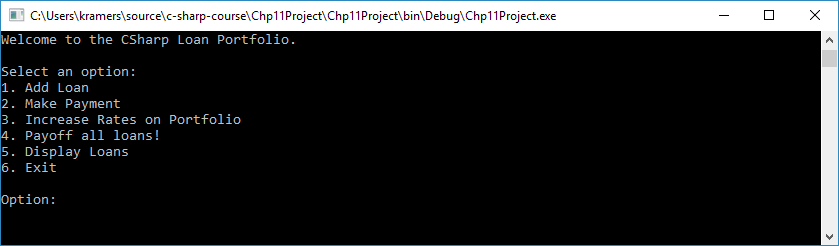 C:\Users\kramers\source\c-sharp-course\Chp11Project\Chp11Project\bin\Debug\Chp11Project.exe
Welcome to the CSharp Loan Portfolio.
Select an option:
1. Add Loan
2. Make Payment
3. Increase Rates on Portfolio
4. Payoff all loans!
5. Display Loans
6. Exit
Option: